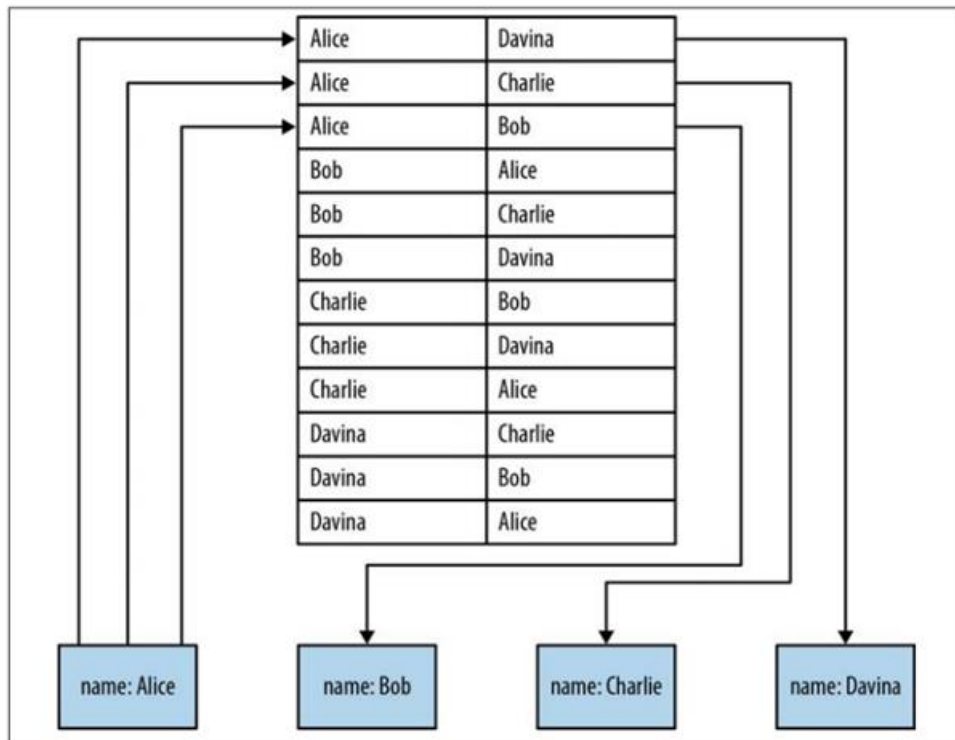 Alice Davina
Alice Charlie
Alice Bob
Bob Alice
Bob Charlie
Bob Davina
Charlie Bob
Charlie Davina
Charlie Alice
Davina Charlie
Davina Bob
Davina Alice
name: Alice name: Bob name: Charlie name: Davina